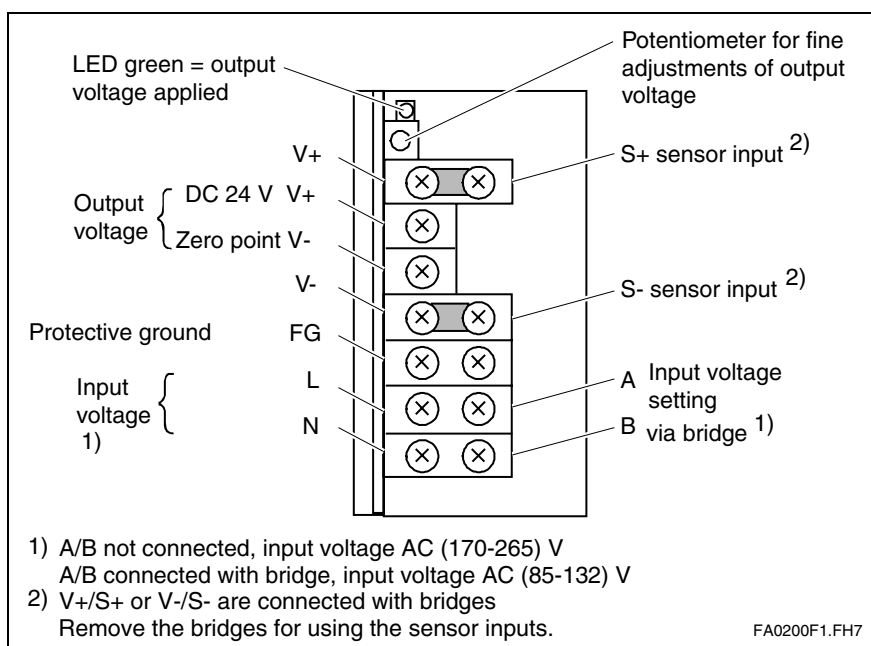 LED green = output
voltage applied
Potentiometer for fine
adjustments of output
voltage
V+
S+ sensor input 2)
Output
voltage
DC 24 V V+
Zero point V-
V-
S- sensor input 2)
Protective ground
FG
Input
voltage
1)
L
N
A
B
Input voltage
setting
via bridge 1)
1) A/B not connected, input voltage AC (170-265) V
A/B connected with bridge, input voltage AC (85-132) V
2) V+/S+ or V-/S- are connected with bridges
Remove the bridges for using the sensor inputs.
FA0200F1.FH7